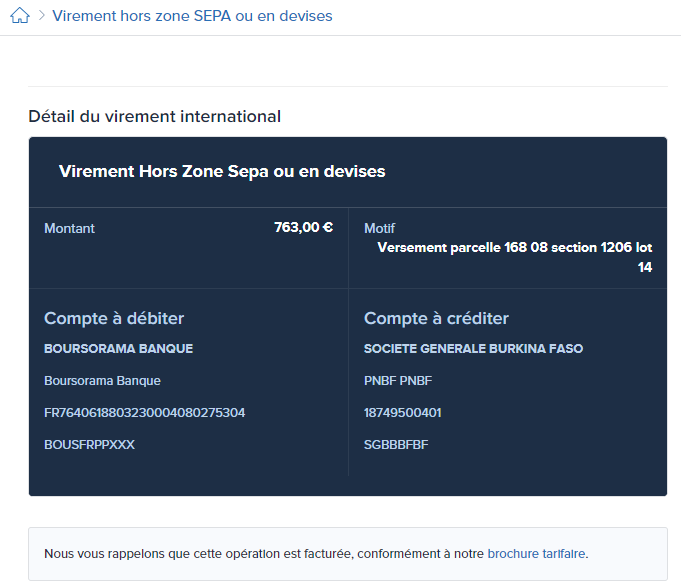 Virement hors zone SEPA ou en devises
Détail du virement international
Virement Hors Zone Sepa ou en devises
Montant
763,00 €
Motif
Versement parcelle 168 08 section 1206 lot
14
Compte à débiter
BOURSORAMA BANQUE
Boursorama Banque
FR7640618803230004080275304
BOUSFRPPXXX
Compte à créditer
SOCIETE GENERALE BURKINA FASO
PNBF PNBF
18749500401
SGBBBFBF
Nous vous rappelons que cette opération est facturée, conformément à notre brochure tarifaire.